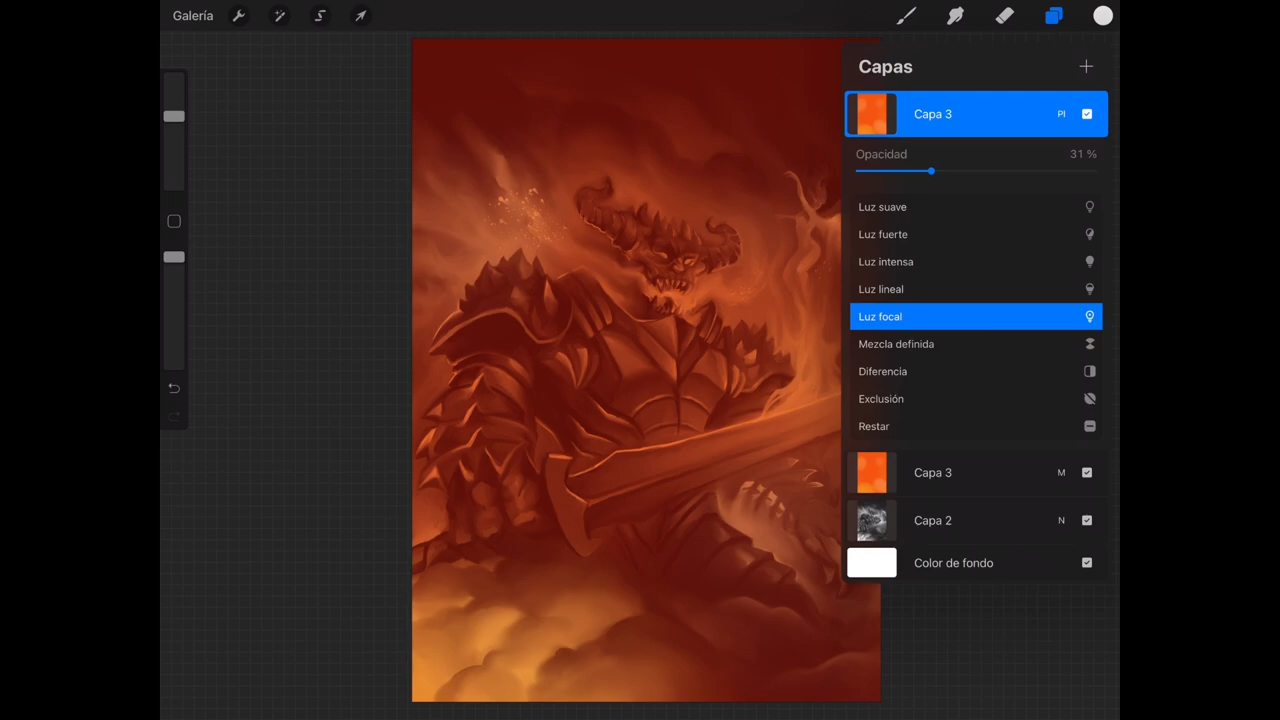 Galería
Capas
Capa 3 PI
Opacidad 31 %
Luz suave
Luz fuerte
Luz intensa
Luz lineal
Luz focal
Mezcla definida
Diferencia
Exclusión
Restar
Capa 3 M
Capa 2 N
Color de fondo